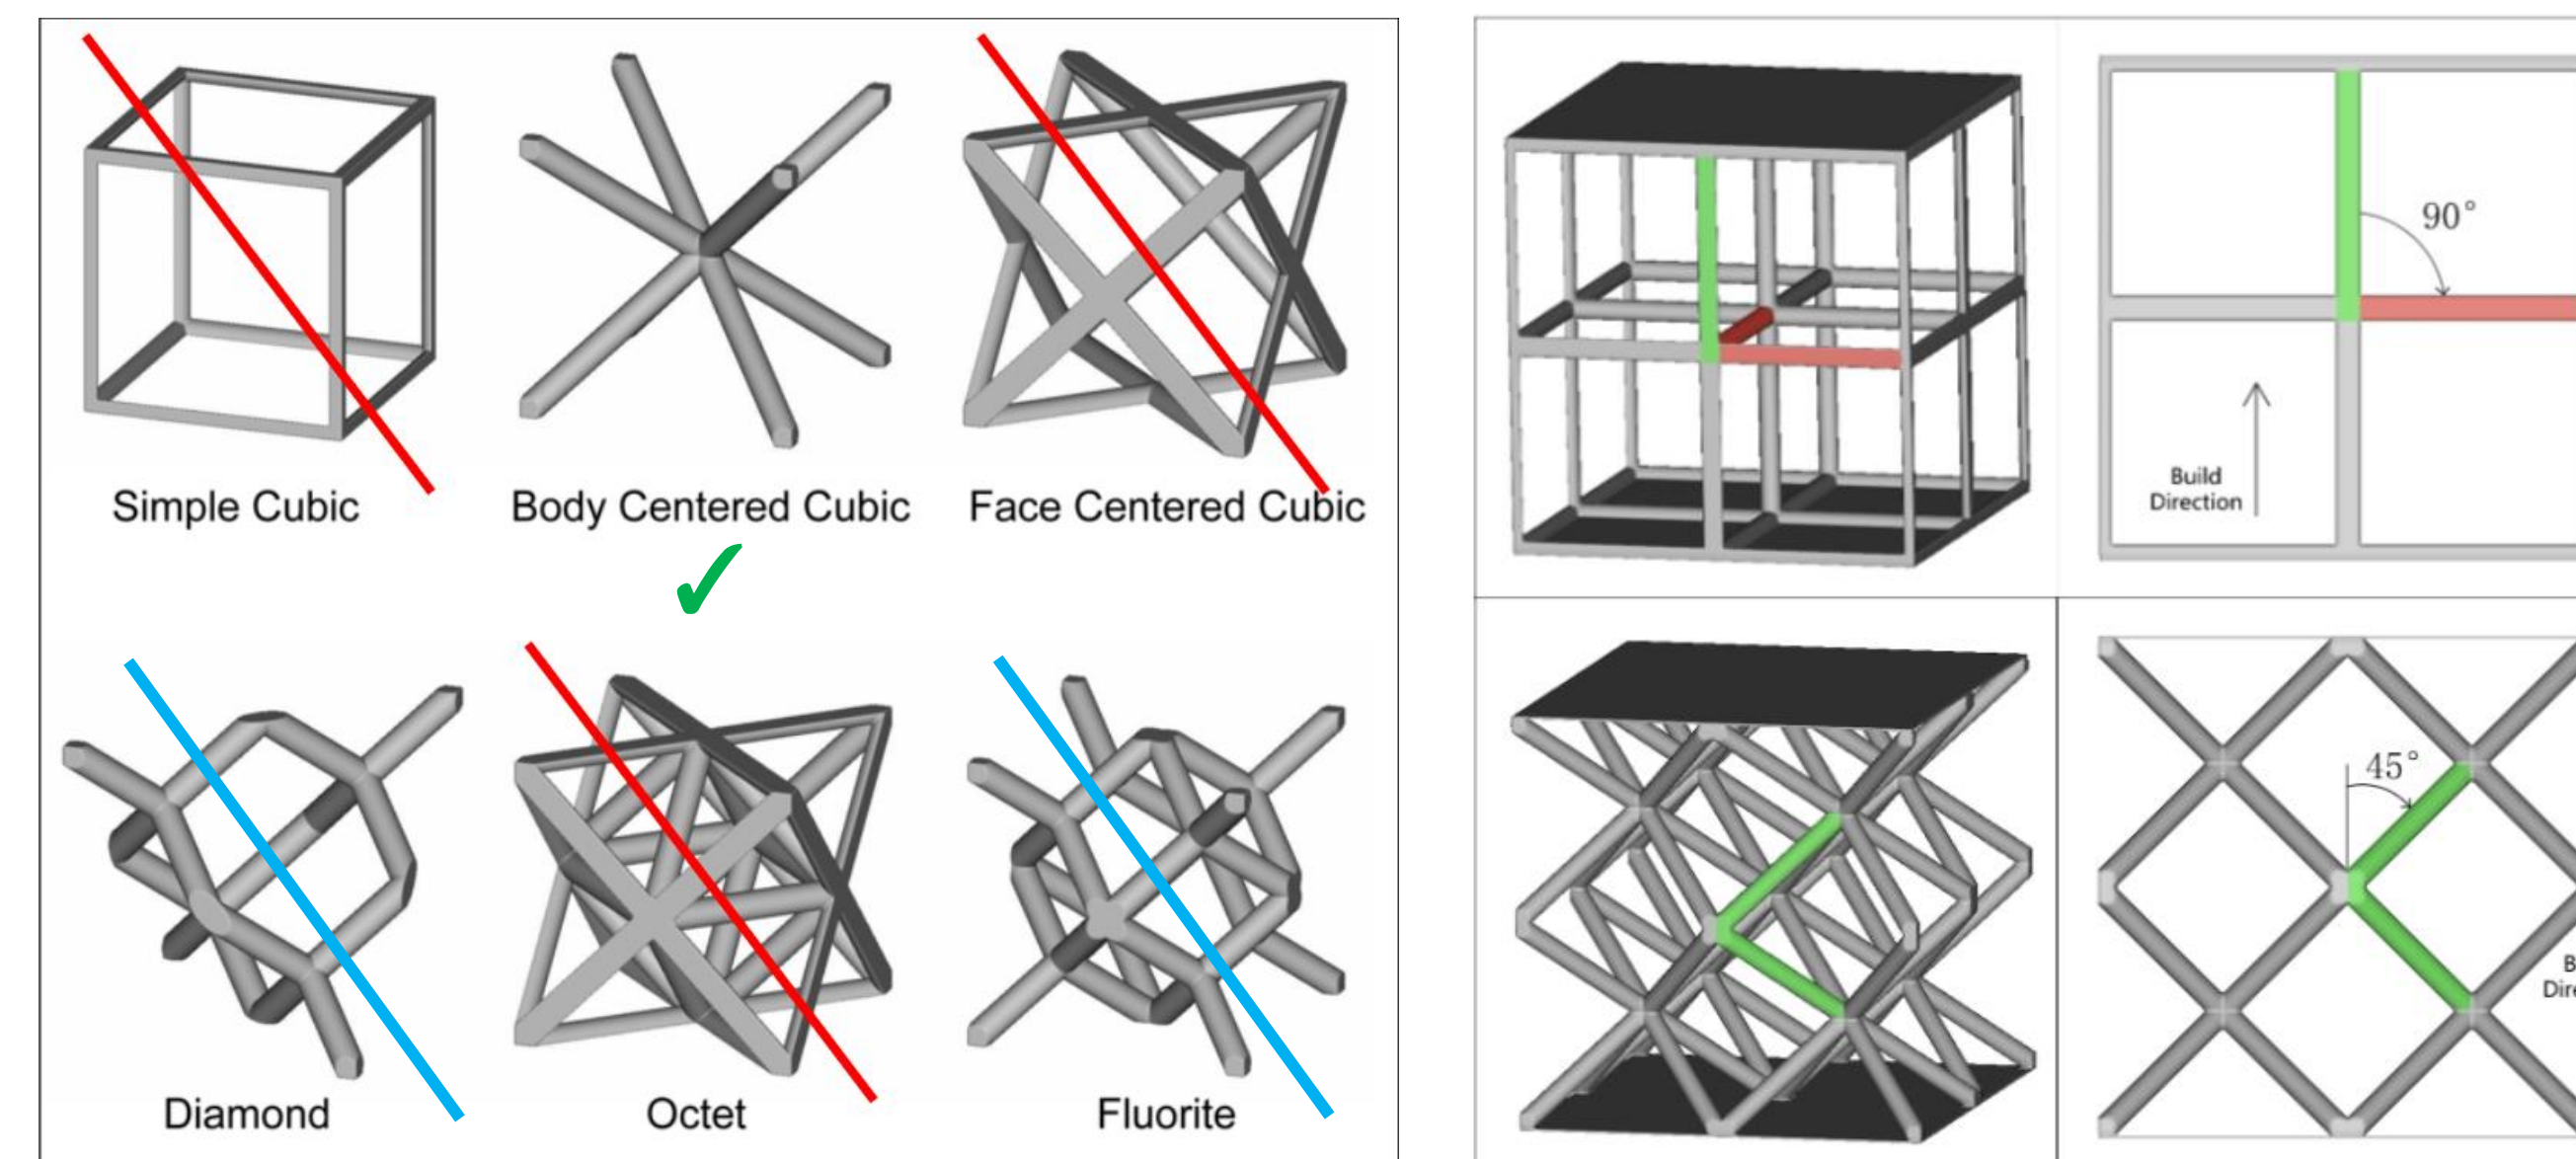 Simple Cubic
Body Centered Cubic
Face Centered Cubic
Diamond
Octet
Fluorite
90°
Build
Direction
45°